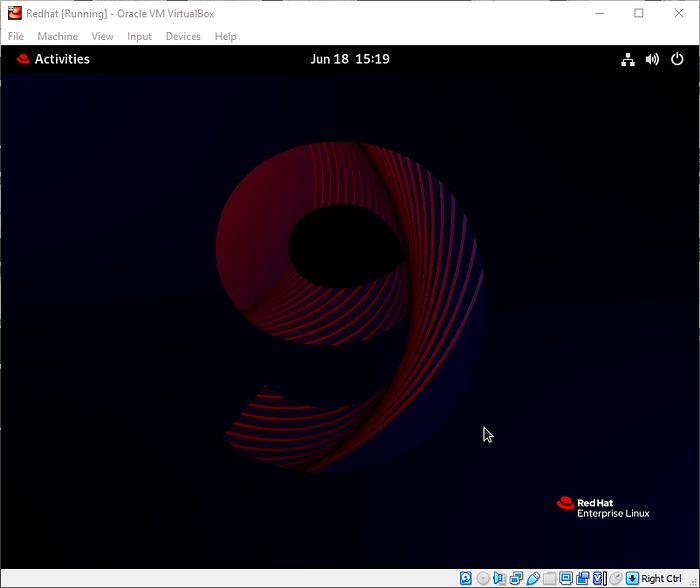 Redhat [Running] - Oracle VM VirtualBox
File Machine View Input Devices Help
Activities Jun 18 15:19
9
Red Hat
Enterprise Linux
Right Ctrl